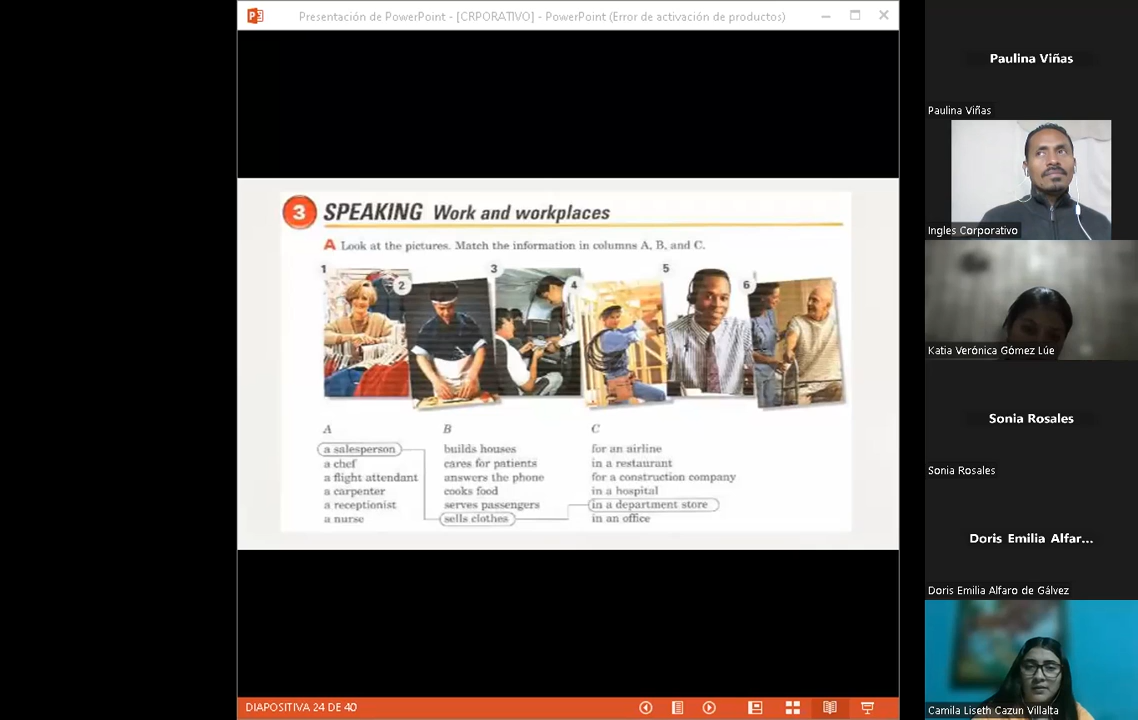 Presentación de PowerPoint - [CRPORATIVO] - PowerPoint (Error de activación de productos)
3 SPEAKING Work and workplaces
A Look at the pictures. Match the information in columns A, B, and C.
1 2 3 4 5 6
A B C
a salesperson builds houses for an airline
a chef cares for patients in a restaurant
a flight attendant answers the phone for a construction company
a carpenter cooks food in a hospital
a receptionist serves passengers in a department store
a nurse sells clothes in an office
DIAPOSITIVA 24 DE 40
Paulina Viñas
Paulina Viñas
Ingles Corporativo
Katia Verónica Gómez Lúe
Sonia Rosales
Sonia Rosales
Doris Emilia Alfar...
Doris Emilia Alfaro de Gálvez
Camila Liseth Cazun Villalta